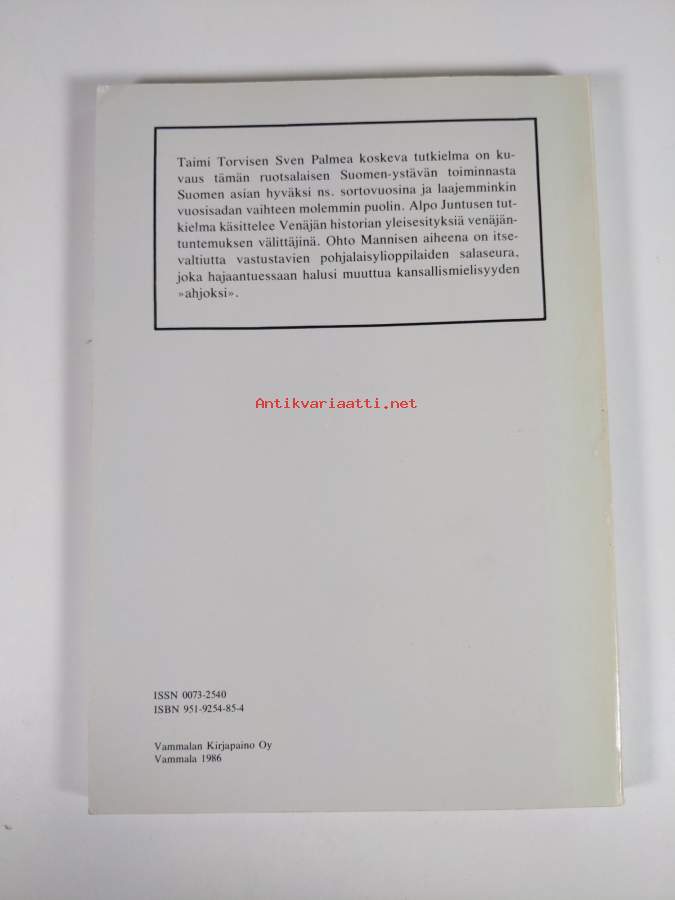 Taimi Torvisen Sven Palmea koskeva tutkielma on ku-
vaus tämän ruotsalaisen Suomen-ystävän toiminnasta
Suomen asian hyväksi ns. sortovuosina ja laajemminkin
vuosisadan vaihteen molemmin puolin. Alpo Juntusen tut-
kielma käsittelee Venäjän historian yleisesityksiä venäjän-
tuntemuksen välittäjinä. Ohto Mannisen aiheena on itse-
valtiutta vastustavien pohjalaisylioppilaiden salaseura,
joka hajaantuessaan halusi muuttua kansallismielisyyden
»ahjoksi».
Antikvariaatti.net
ISSN 0073-2540
ISBN 951-9254-85-4
Vammalan Kirjapaino Oy
Vammala 1986